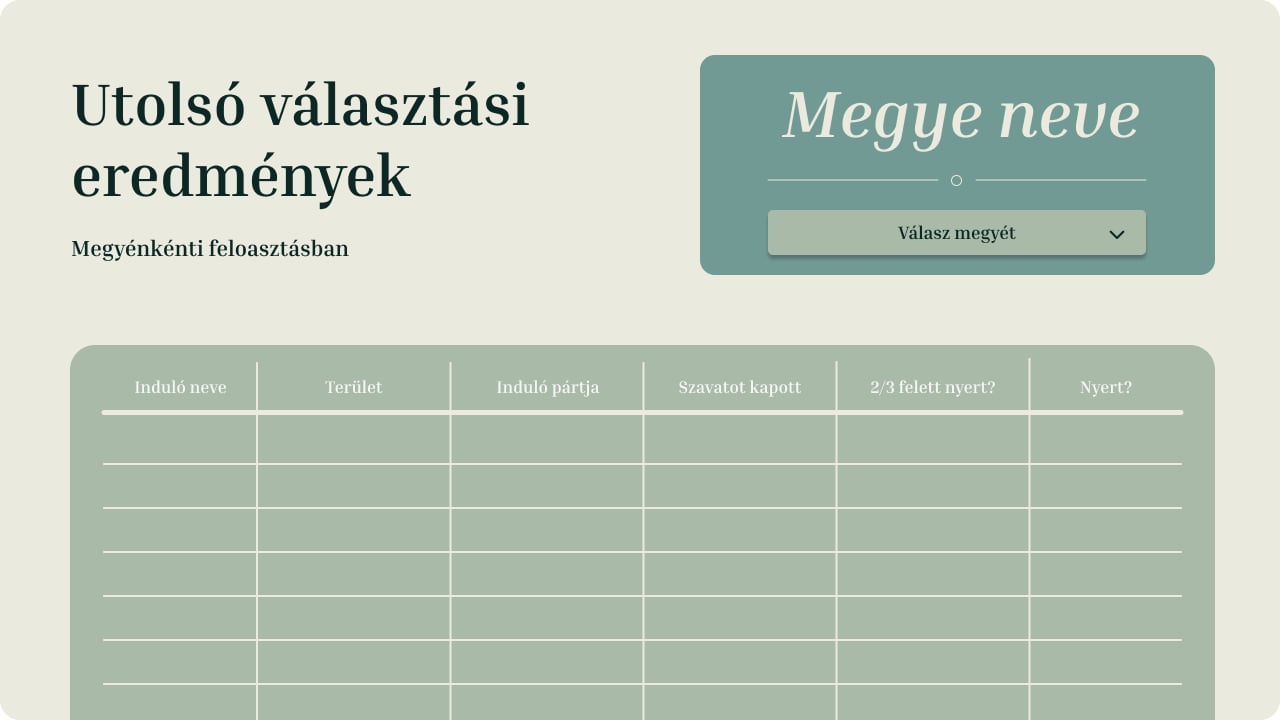 Utolsó választási
eredmények
Megyénkénti feloasztásban
Megye neve
Válasz megyét
Induló neve
Terület
Induló pártja
Szavatot kapott
2/3 felett nyert?
Nyert?